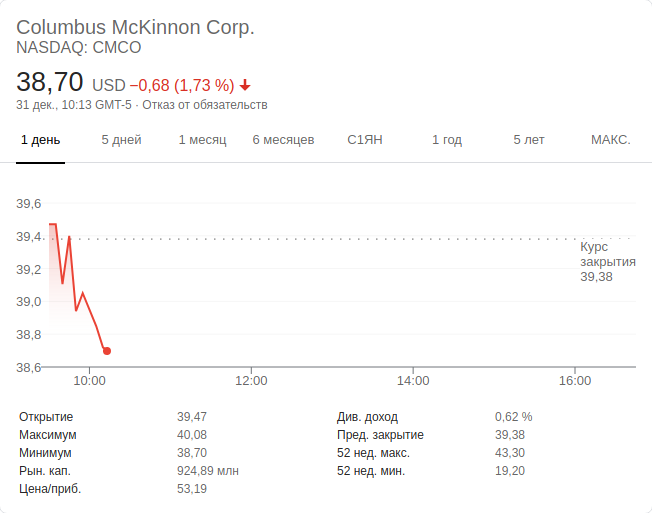 Columbus McKinnon Corp.
NASDAQ: CMCO
38,70 USD −0,68 (1,73 %)
31 дек., 10:13 GMT-5 · Отказ от обязательств
1 день 5 дней 1 месяц 6 месяцев С1ЯН 1 год 5 лет МАКС.
39,6
39,4
Курс
закрытия
39,38
39,2
39,0
38,8
38,6
10:00 12:00 14:00 16:00
Открытие 39,47 Див. доход 0,62 %
Максимум 40,08 Пред. закрытие 39,38
Минимум 38,70 52 нед. макс. 43,30
Рын. кап. 924,89 млн 52 нед. мин. 19,20
Цена/приб. 53,19